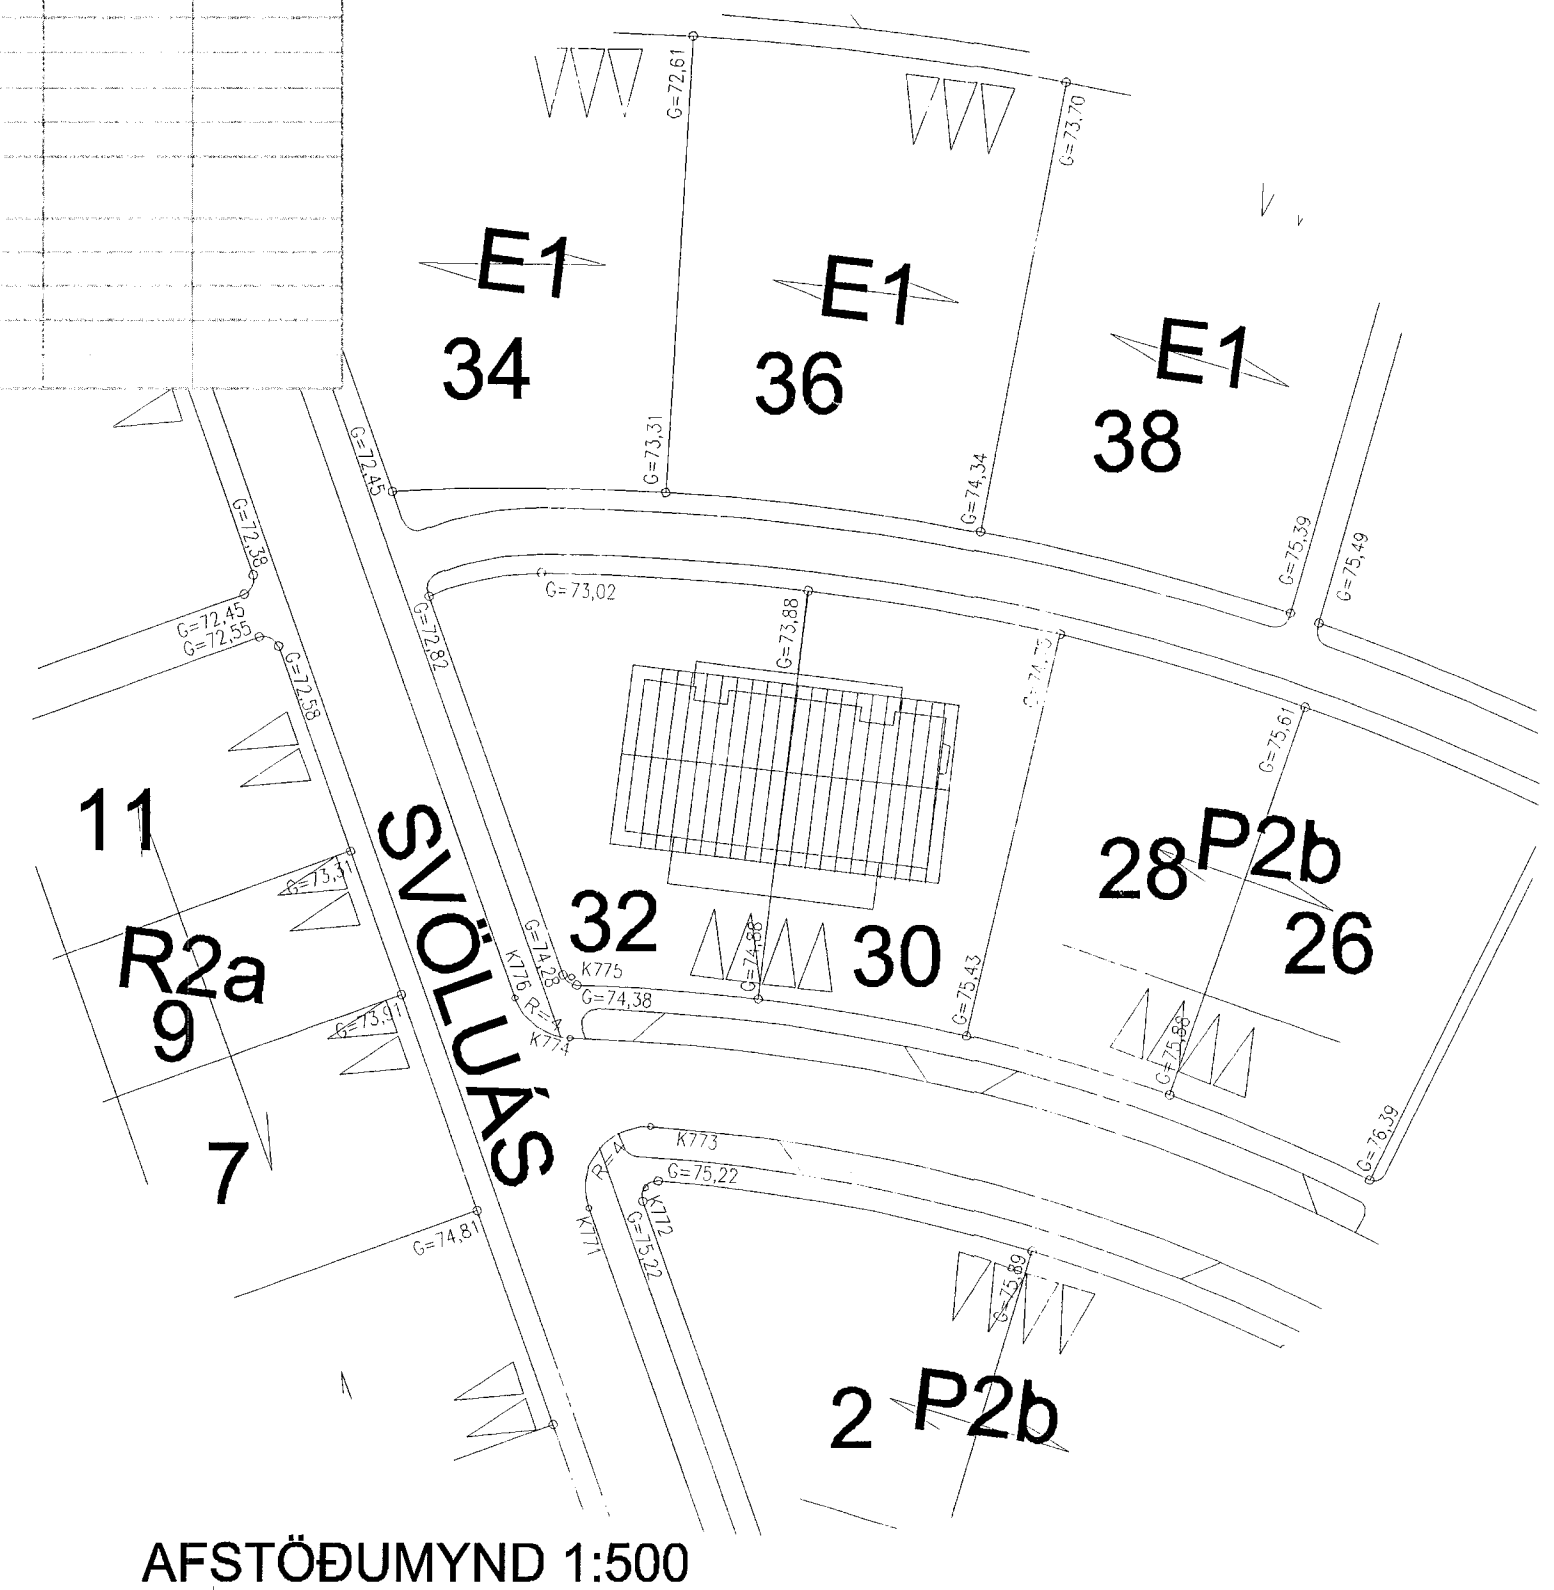 G=72,61
G=73,70
E1
34
E1
36
E1
38
G=72,45
G=73,31
G=74,34
G=75,39
G=75,49
G=72,38
G=72,45
G=72,55
G=72,58
G=73,02
G=72,82
G=73,88
G=74,75
G=75,61
11
SVÖLUÁS
28
P2b
26
G=73,31
R2a
9
G=73,91
7
32
30
G=74,28
K775
G=74,38
G=74,88
G=75,43
G=75,88
G=76,39
K776
R=4
K774
K773
R=4
G=75,22
K772
K771
G=75,22
G=74,81
G=75,89
2
P2b
AFSTÖÐUMYND 1:500